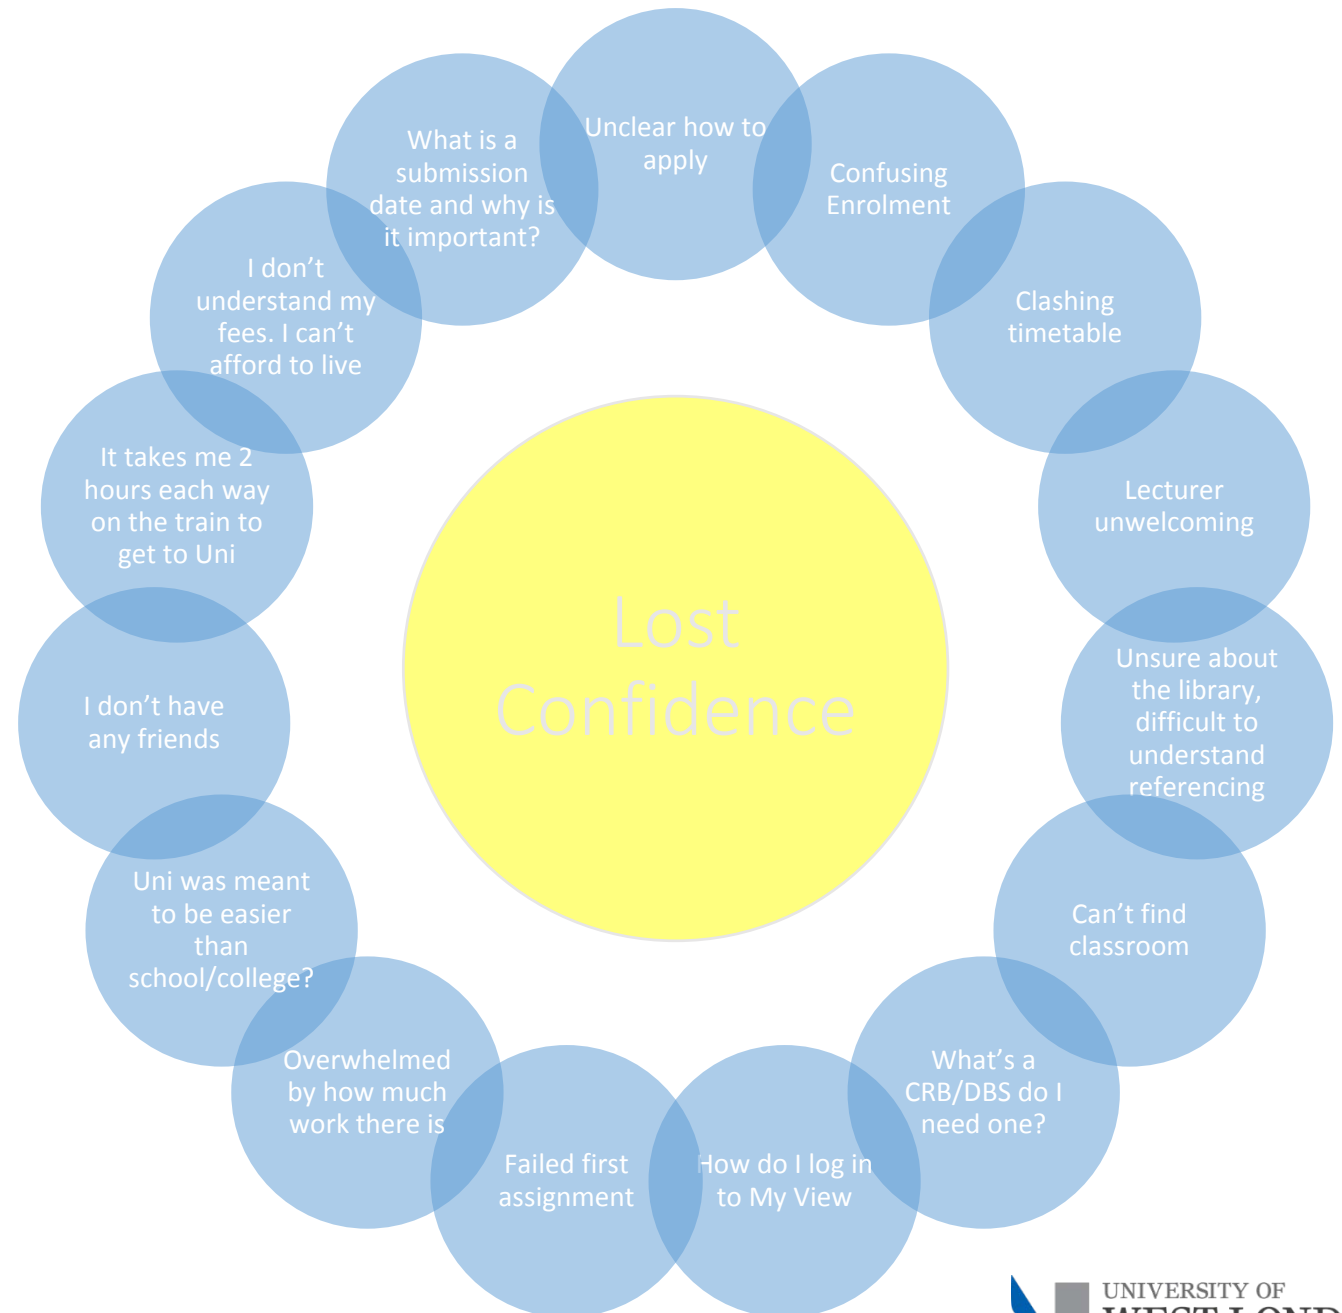 Unclear how to
apply
Confusing
Enrolment
Clashing
timetable
Lecturer
unwelcoming
Unsure about
the library,
difficult to
understand
referencing
Can’t find
classroom
What’s a
CRB/DBS do I
need one?
How do I log in
to My View
Failed first
assignment
Overwhelmed
by how much
work there is
Uni was meant
to be easier
than
school/college?
I don’t have
any friends
It takes me 2
hours each way
on the train to
get to Uni
I don’t
understand my
fees. I can’t
afford to live
What is a
submission
date and why is
it important?
Lost
Confidence
UNIVERSITY OF
WEST LOND